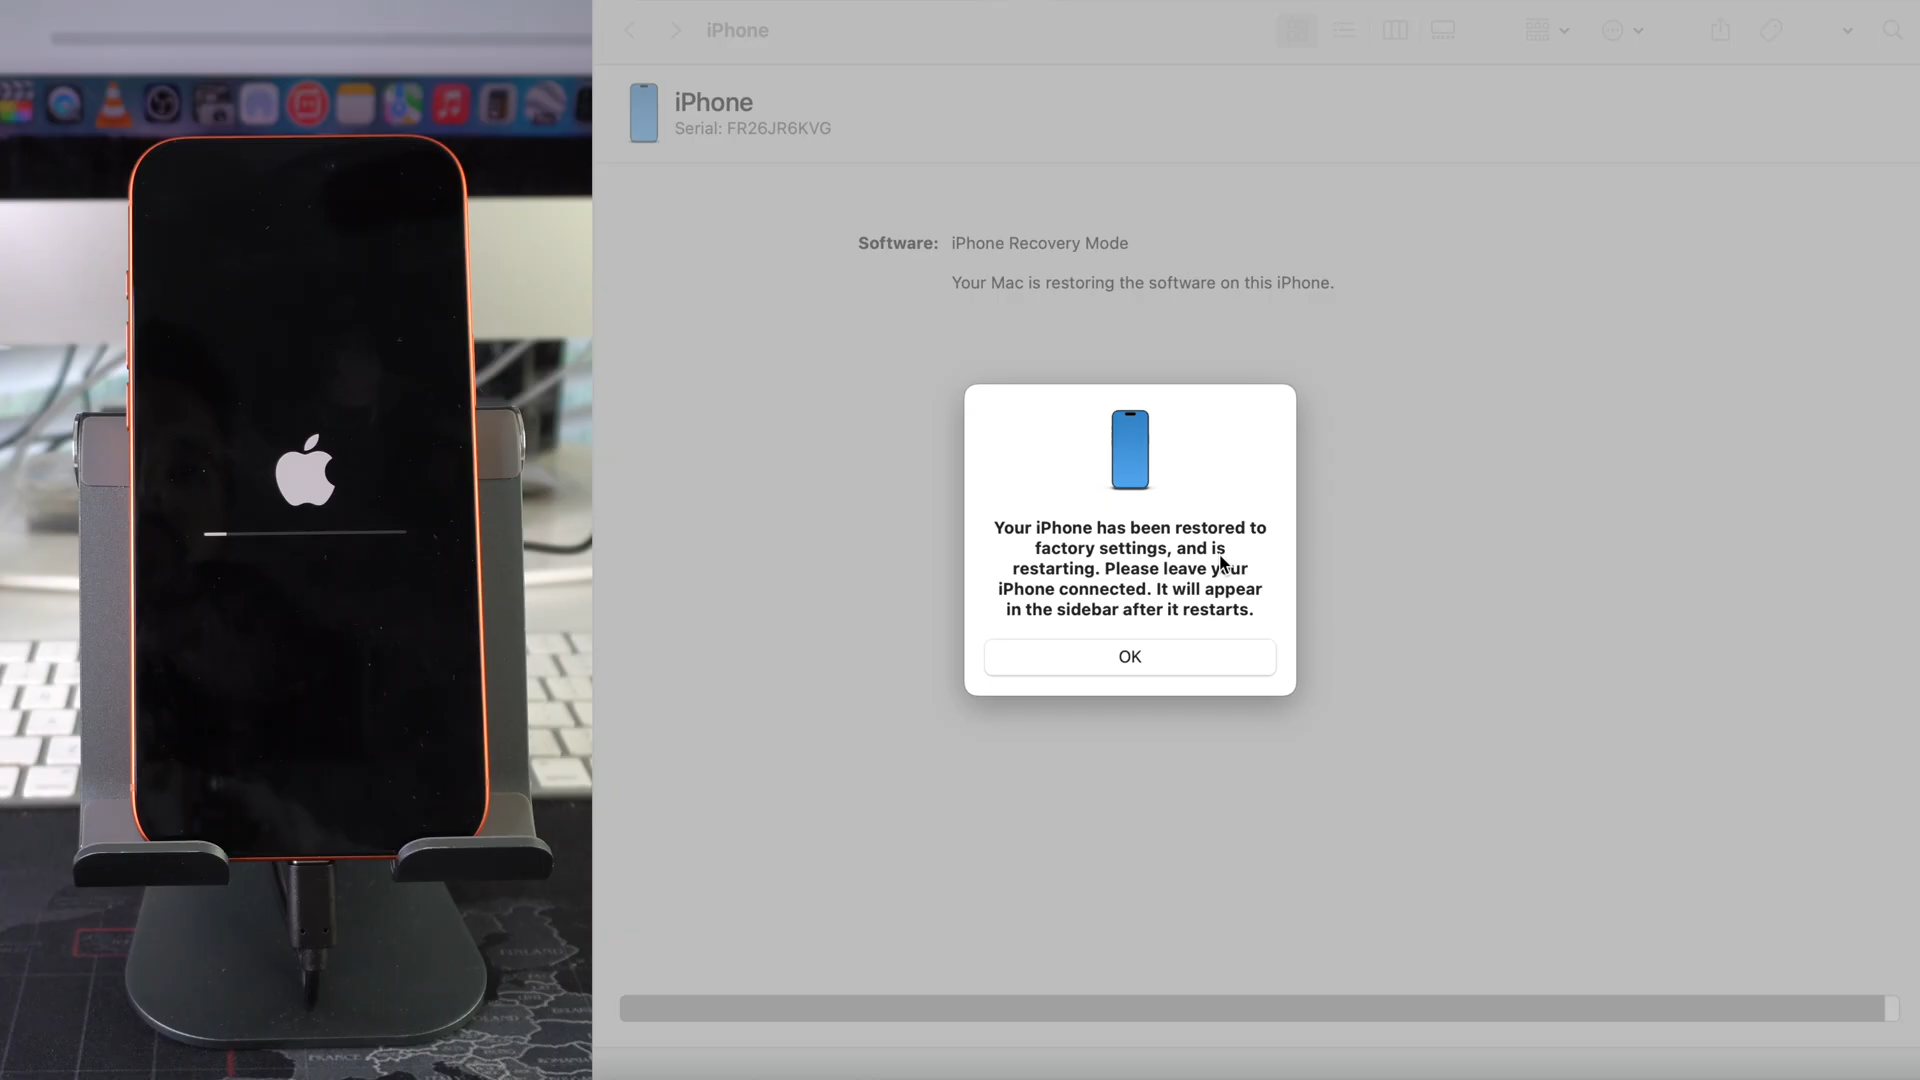 iPhone
iPhone
Serial: FR26JR6KVG
Software: iPhone Recovery Mode
Your Mac is restoring the software on this iPhone.
Your iPhone has been restored to
factory settings, and is
restarting. Please leave your
iPhone connected. It will appear
in the sidebar after it restarts.
OK
FINLAND
FRANCE